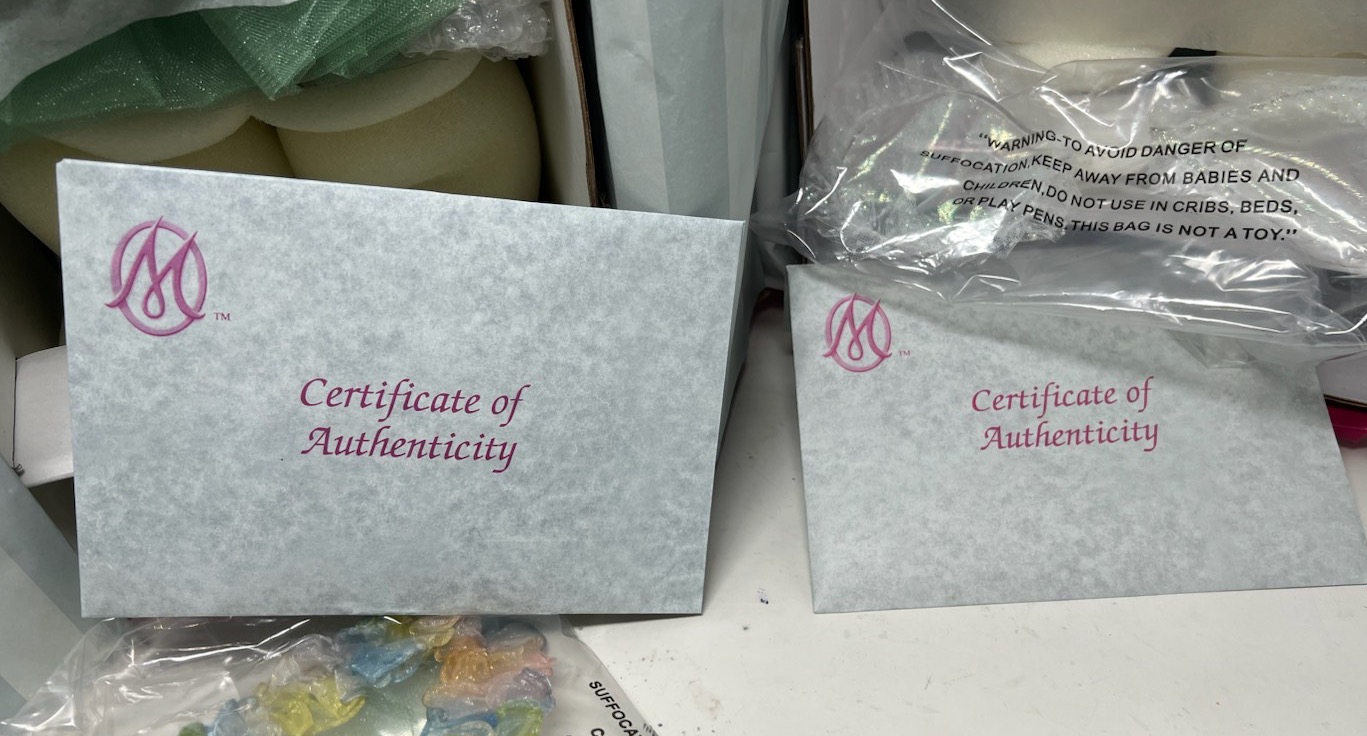 "WARNING-TO AVOID DANGER OF
SUFFOCATION,KEEP AWAY FROM BABIES AND
CHILDREN,DO NOT USE IN CRIBS, BEDS,
OR PLAY PENS,THIS BAG IS NOT A TOY."
M TM
Certificate of
Authenticity
M TM
Certificate of
Authenticity